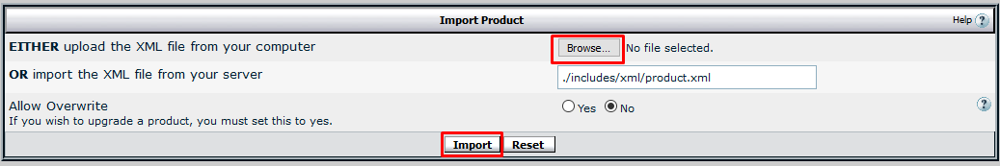 Import Product
Help ?
EITHER upload the XML file from your computer
Browse... No file selected.
OR import the XML file from your server
./includes/xml/product.xml
Allow Overwrite
Yes No
?
If you wish to upgrade a product, you must set this to yes.
Import Reset